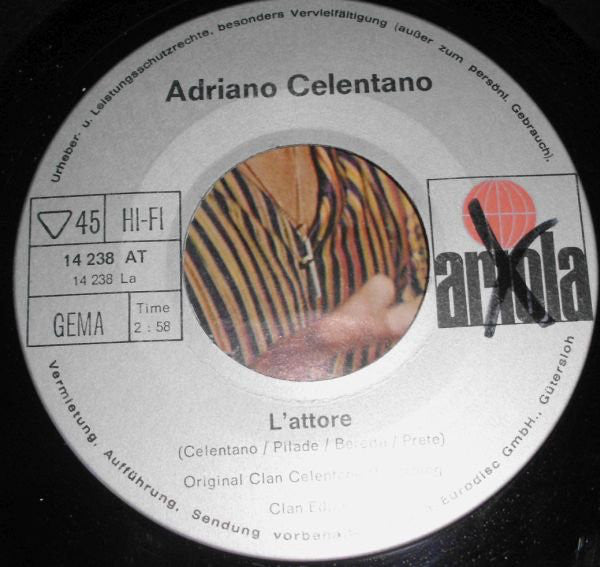 Urheber- u. Leistungsschutzrechte, besonders Vervielfältigung (außer zum persönl. Gebrauch),
Adriano Celentano
45 HI-FI
14 238 AT
14 238 La
GEMA
Time
2 : 58
ariola
L'attore
(Celentano / Pilade / Beretta / Prete)
Original Clan Celentano
Clan
Vermietung, Aufführung, Sendung Eurodisc GmbH., Gütersloh